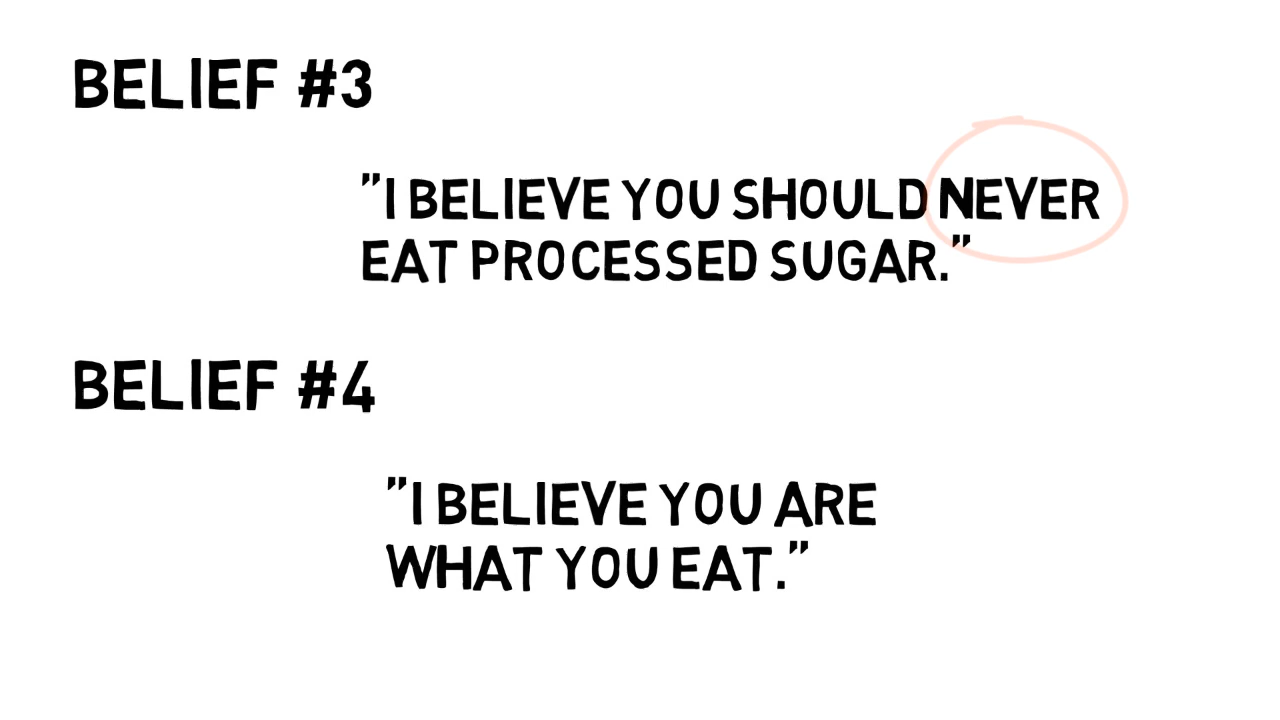 BELIEF #3
"I BELIEVE YOU SHOULD NEVER
EAT PROCESSED SUGAR."
BELIEF #4
"I BELIEVE YOU ARE
WHAT YOU EAT."